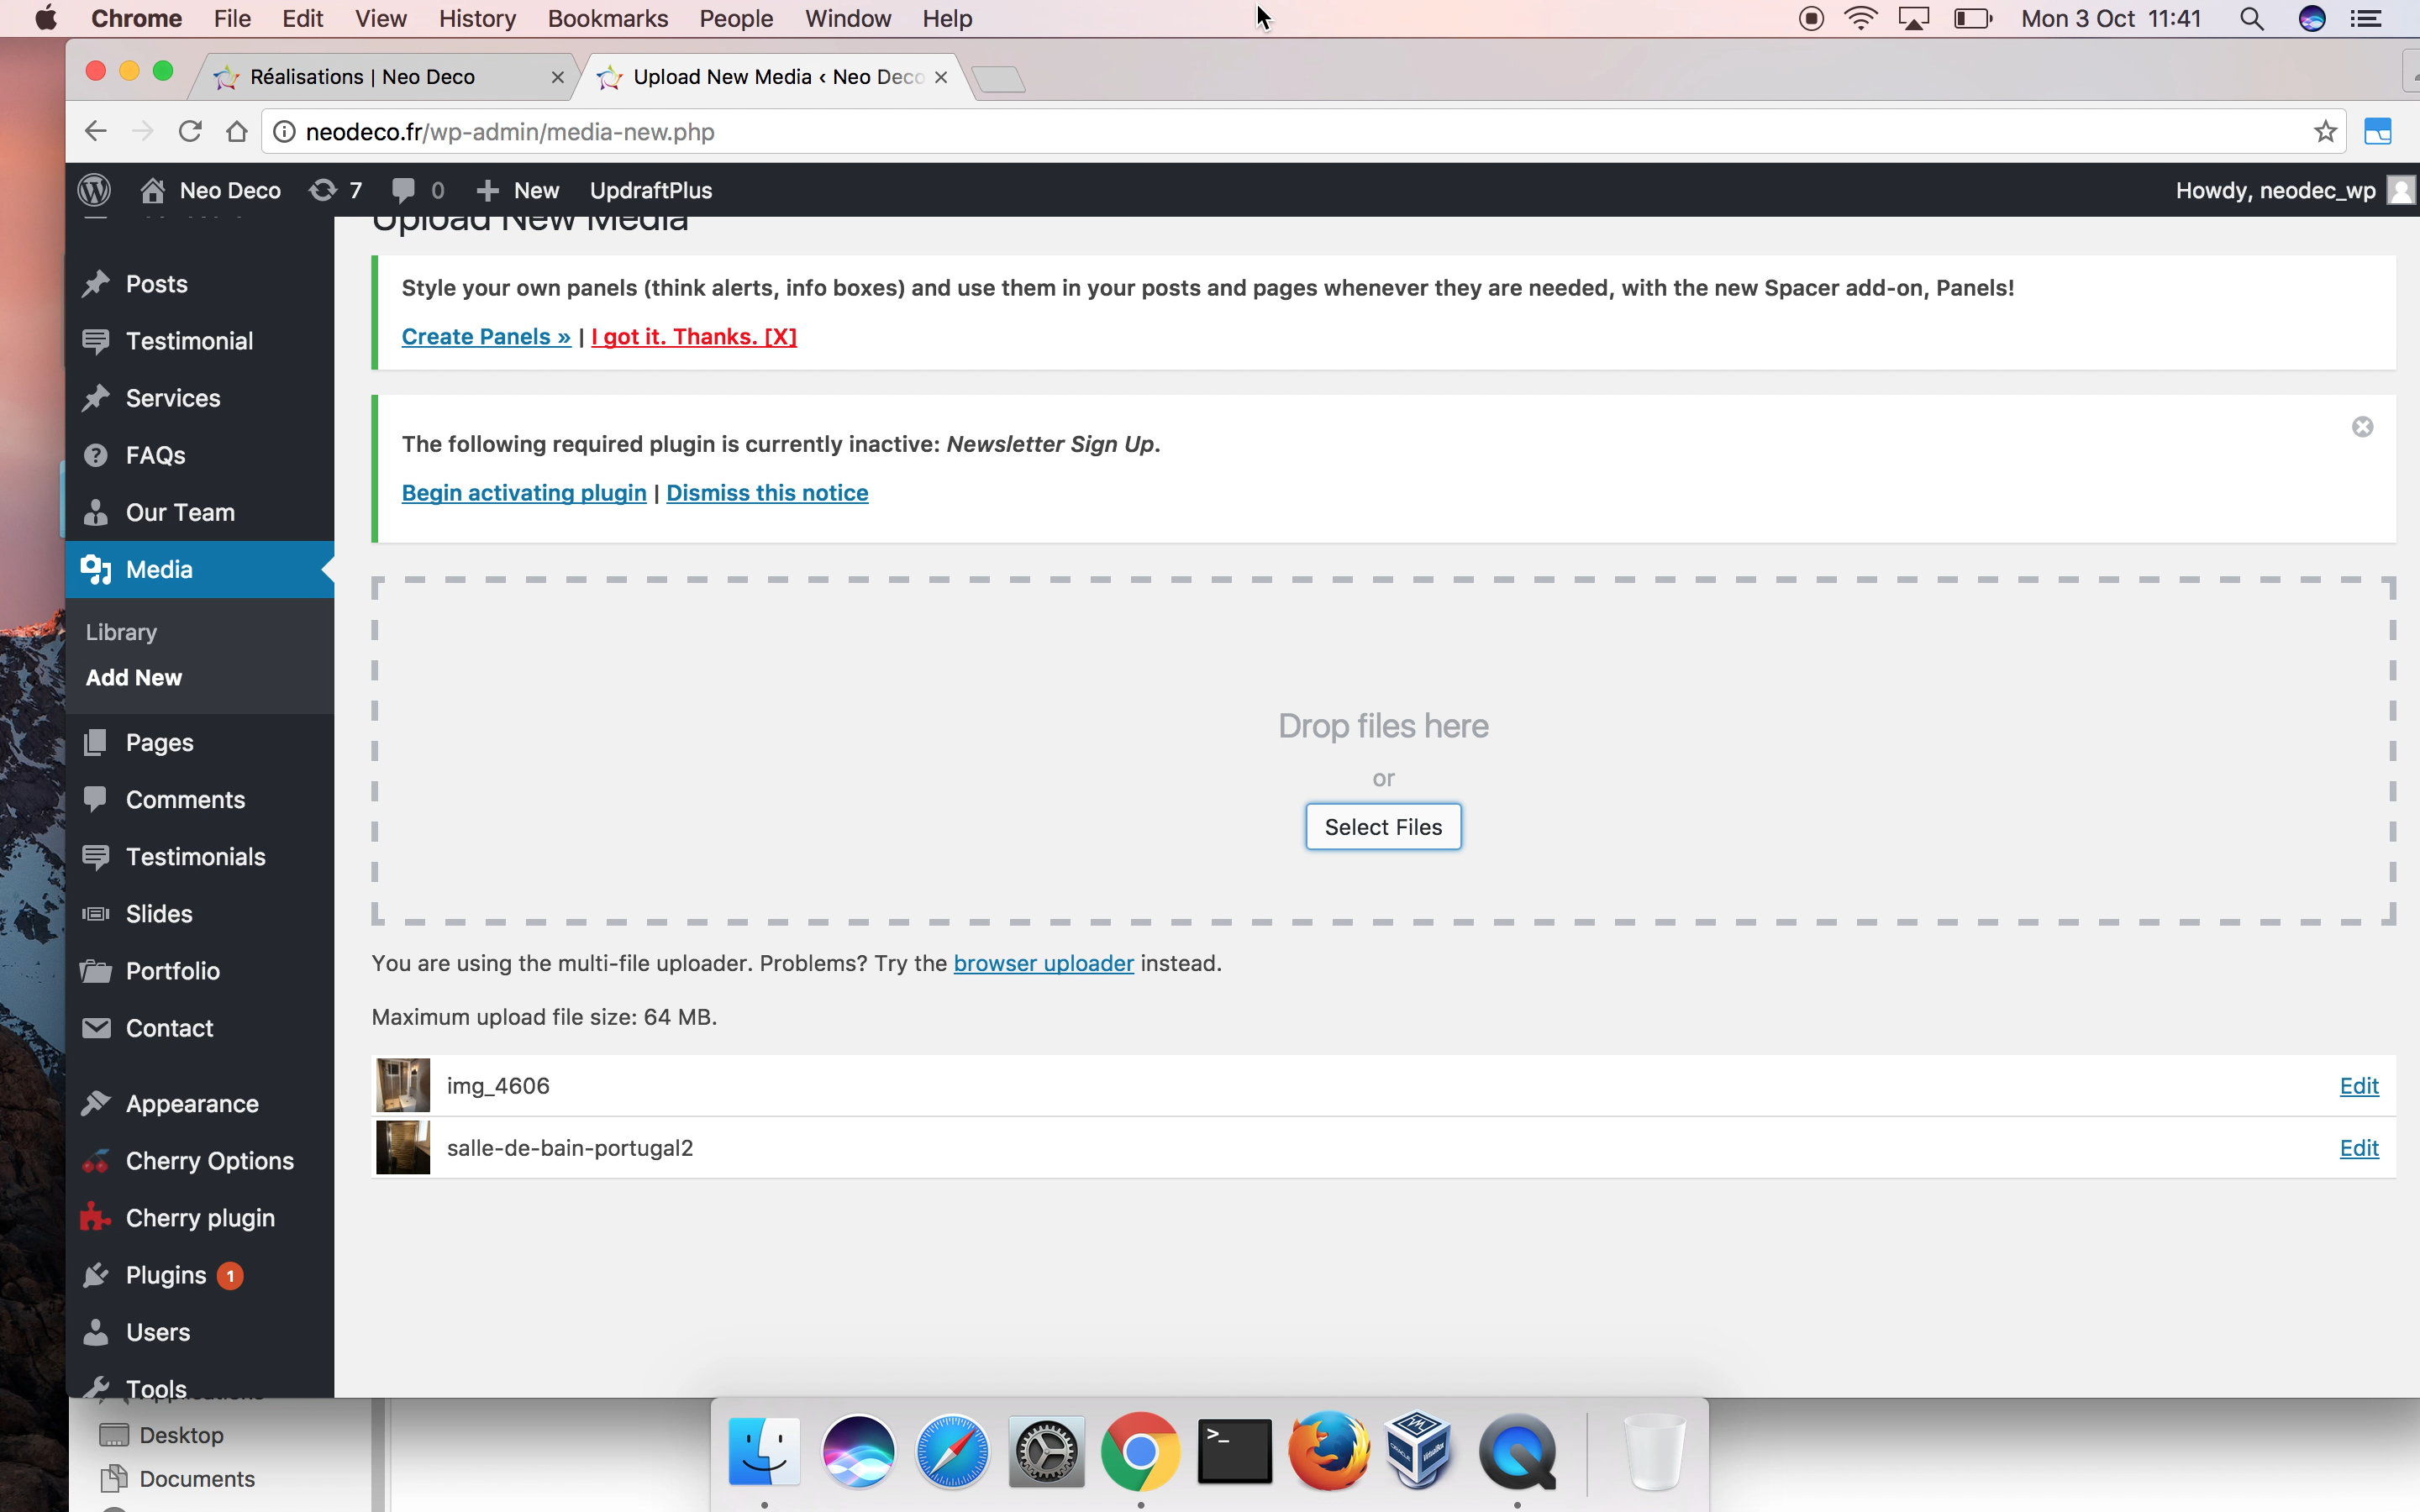 Chrome File Edit View History Bookmarks People Window Help Mon 3 Oct 11:41
Réalisations | Neo Deco
Upload New Media ‹ Neo Deco
neodeco.fr/wp-admin/media-new.php
Neo Deco 7 0 New UpdraftPlus Howdy, neodec_wp
Upload New Media
Posts
Testimonial
Services
FAQs
Our Team
Media
Library
Add New
Pages
Comments
Testimonials
Slides
Portfolio
Contact
Appearance
Cherry Options
Cherry plugin
Plugins 1
Users
Tools
Style your own panels (think alerts, info boxes) and use them in your posts and pages whenever they are needed, with the new Spacer add-on, Panels!
Create Panels » | I got it. Thanks. [X]
The following required plugin is currently inactive: Newsletter Sign Up.
Begin activating plugin | Dismiss this notice
Drop files here
or
Select Files
You are using the multi-file uploader. Problems? Try the browser uploader instead.
Maximum upload file size: 64 MB.
img_4606 Edit
salle-de-bain-portugal2 Edit
Desktop
Documents